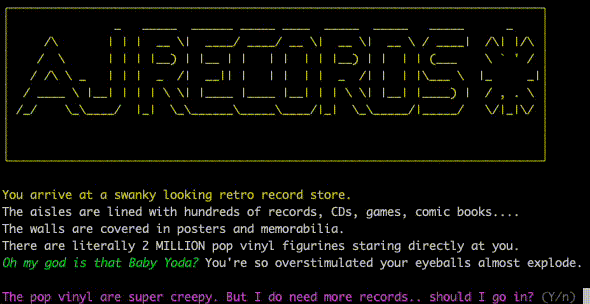 AJ RECORDS *
You arrive at a swanky looking retro record store.
The aisles are lined with hundreds of records, CDs, games, comic books....
The walls are covered in posters and memorabilia.
There are literally 2 MILLION pop vinyl figurines staring directly at you.
Oh my god is that Baby Yoda? You're so overstimulated your eyeballs almost explode.
The pop vinyl are super creepy. But I do need more records.. should I go in? (Y/n)